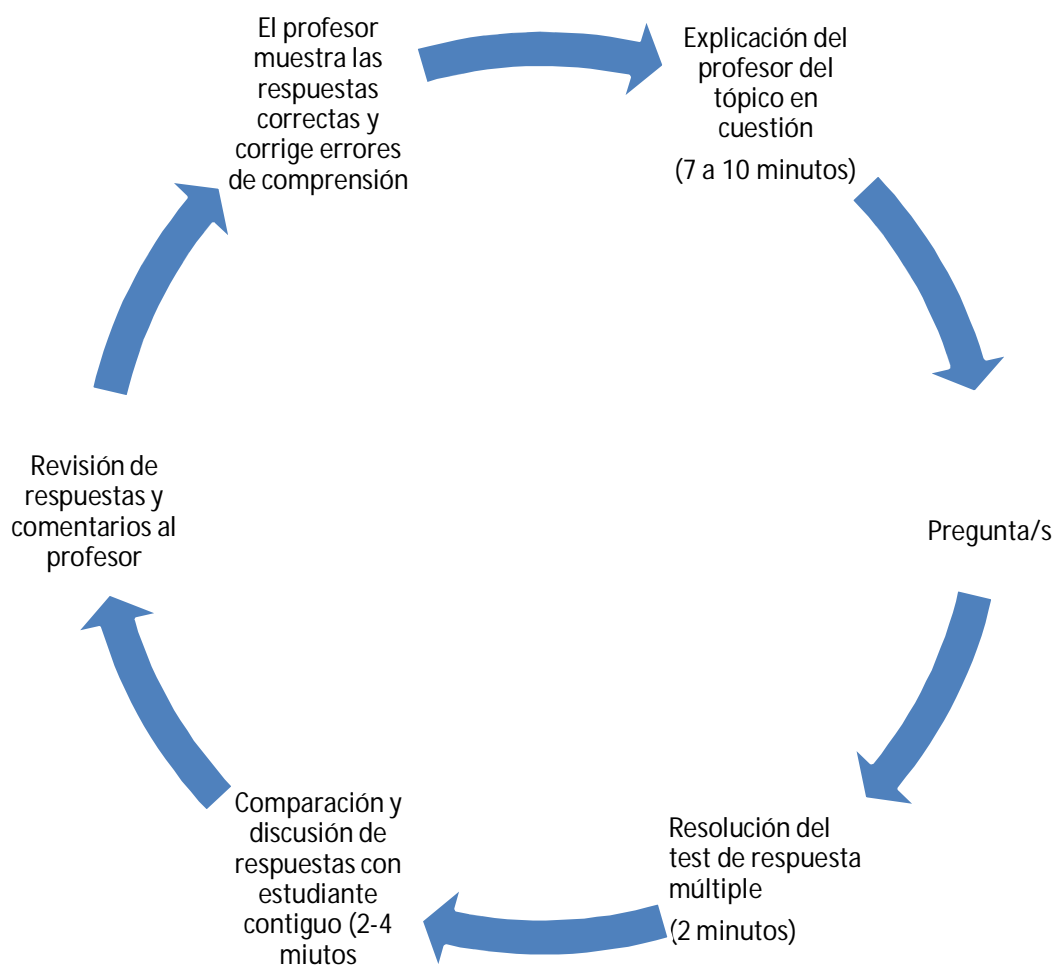 El profesor
muestra las
respuestas
correctas y
corrige errores
de comprensión
Explicación del
profesor del
tópico en
cuestión
(7 a 10 minutos)
Pregunta/s
Resolución del
test de respuesta
múltiple
(2 minutos)
Comparación y
discusión de
respuestas con
estudiante
contiguo (2-4
miutos
Revisión de
respuestas y
comentarios al
profesor